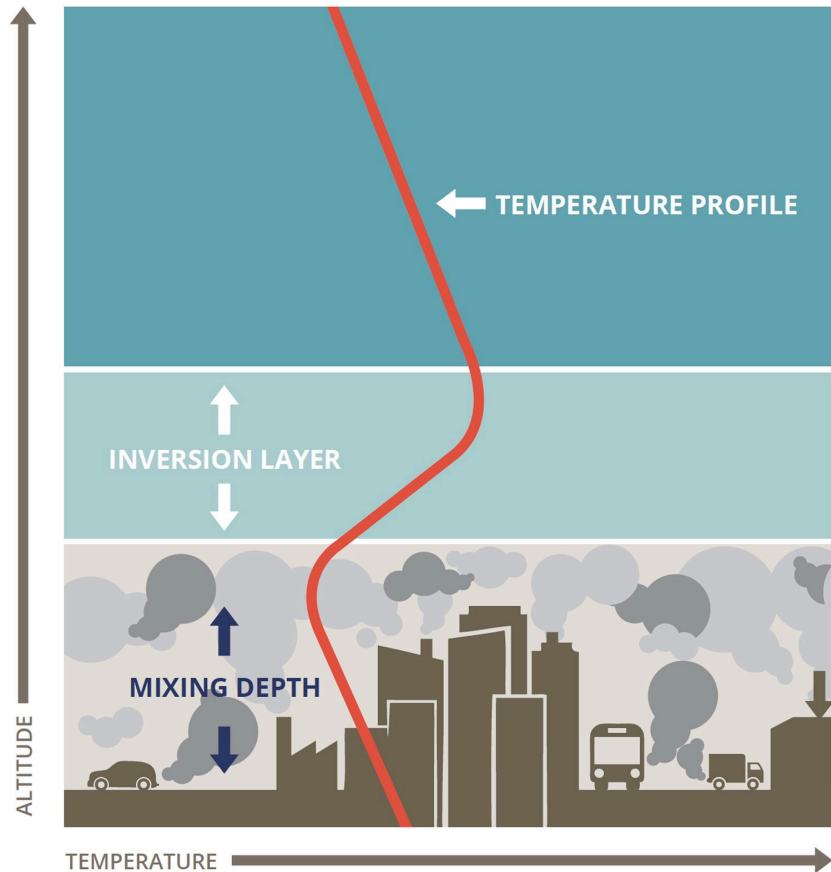 TEMPERATURE PROFILE
INVERSION LAYER
MIXING DEPTH
ALTITUDE
TEMPERATURE